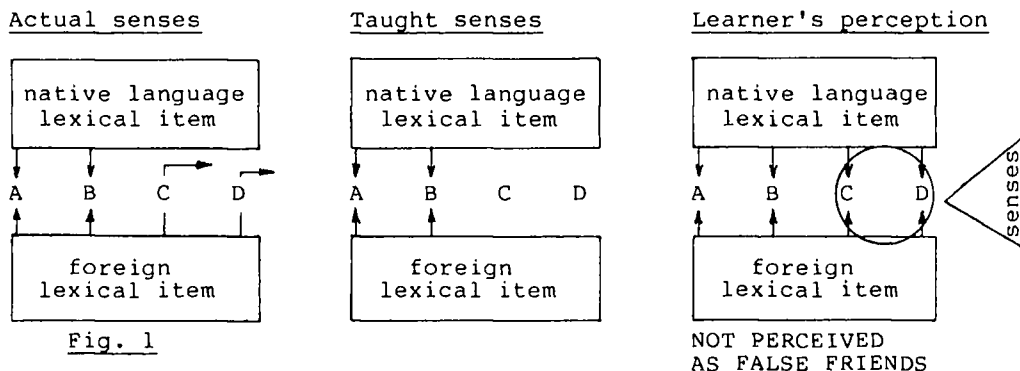 Actual senses
native language
lexical item
A B C D
foreign
lexical item
Fig. 1
Taught senses
native language
lexical item
A B C D
foreign
lexical item
Learner's perception
native language
lexical item
A B C D
senses
foreign
lexical item
NOT PERCEIVED
AS FALSE FRIENDS